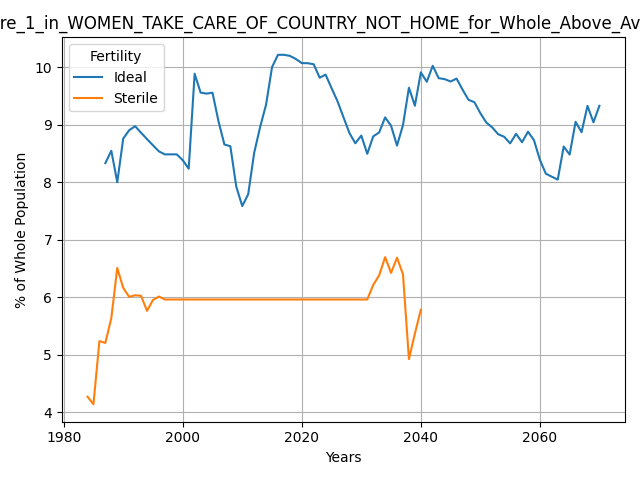 re_1_in_WOMEN_TAKE_CARE_OF_COUNTRY_NOT_HOME_for_Whole_Above_Av
Fertility
Ideal
Sterile
% of Whole Population
10
9
8
7
6
5
4
1980 2000 2020 2040 2060
Years